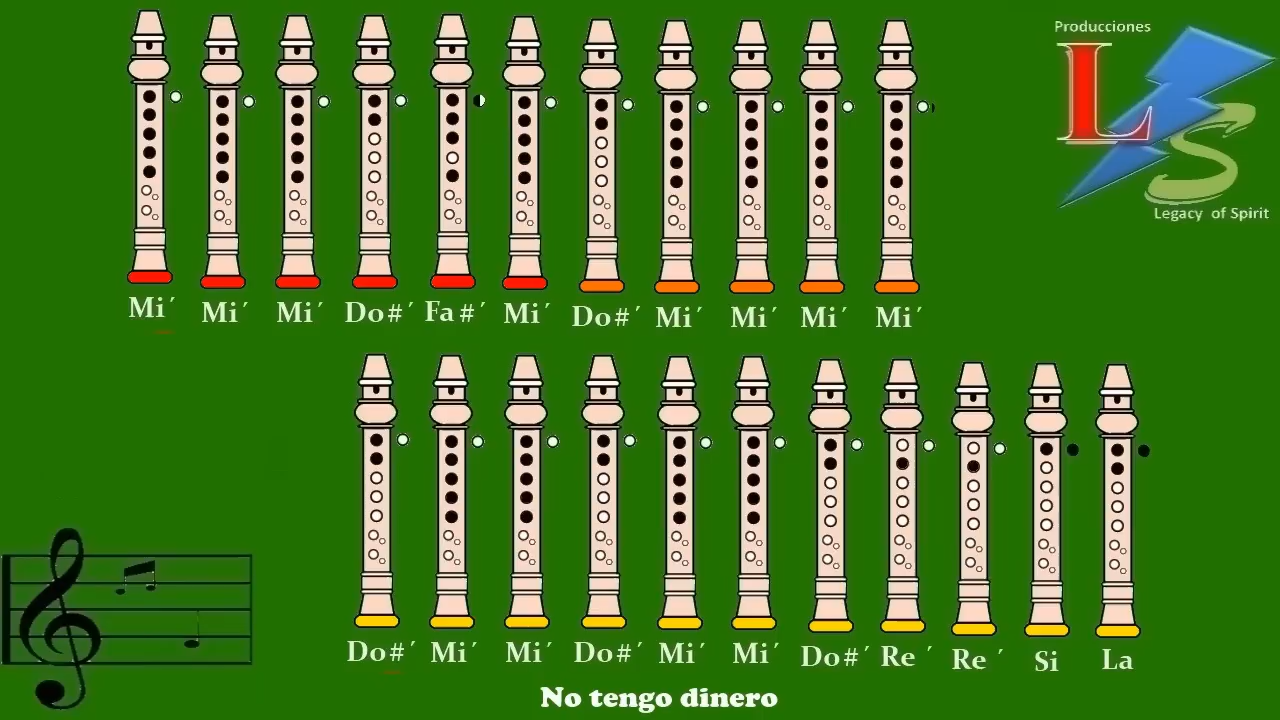 Producciones
LS
Legacy of Spirit
Mi´ Mi´ Mi´ Do#´ Fa#´ Mi´ Do#´ Mi´ Mi´ Mi´ Mi´
Do#´ Mi´ Mi´ Do#´ Mi´ Mi´ Do#´ Re ´ Re ´ Si La
No tengo dinero